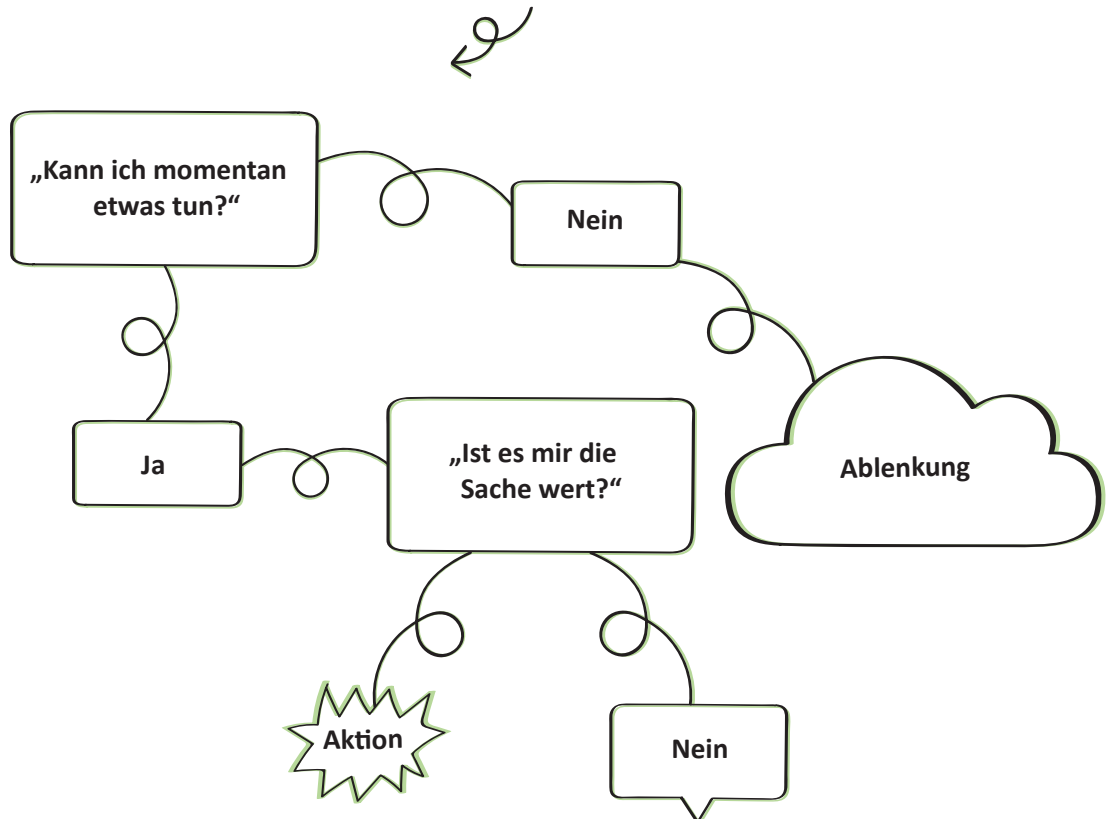 „Kann ich momentan
etwas tun?“
Nein
Ja
„Ist es mir die
Sache wert?“
Ablenkung
Aktion
Nein